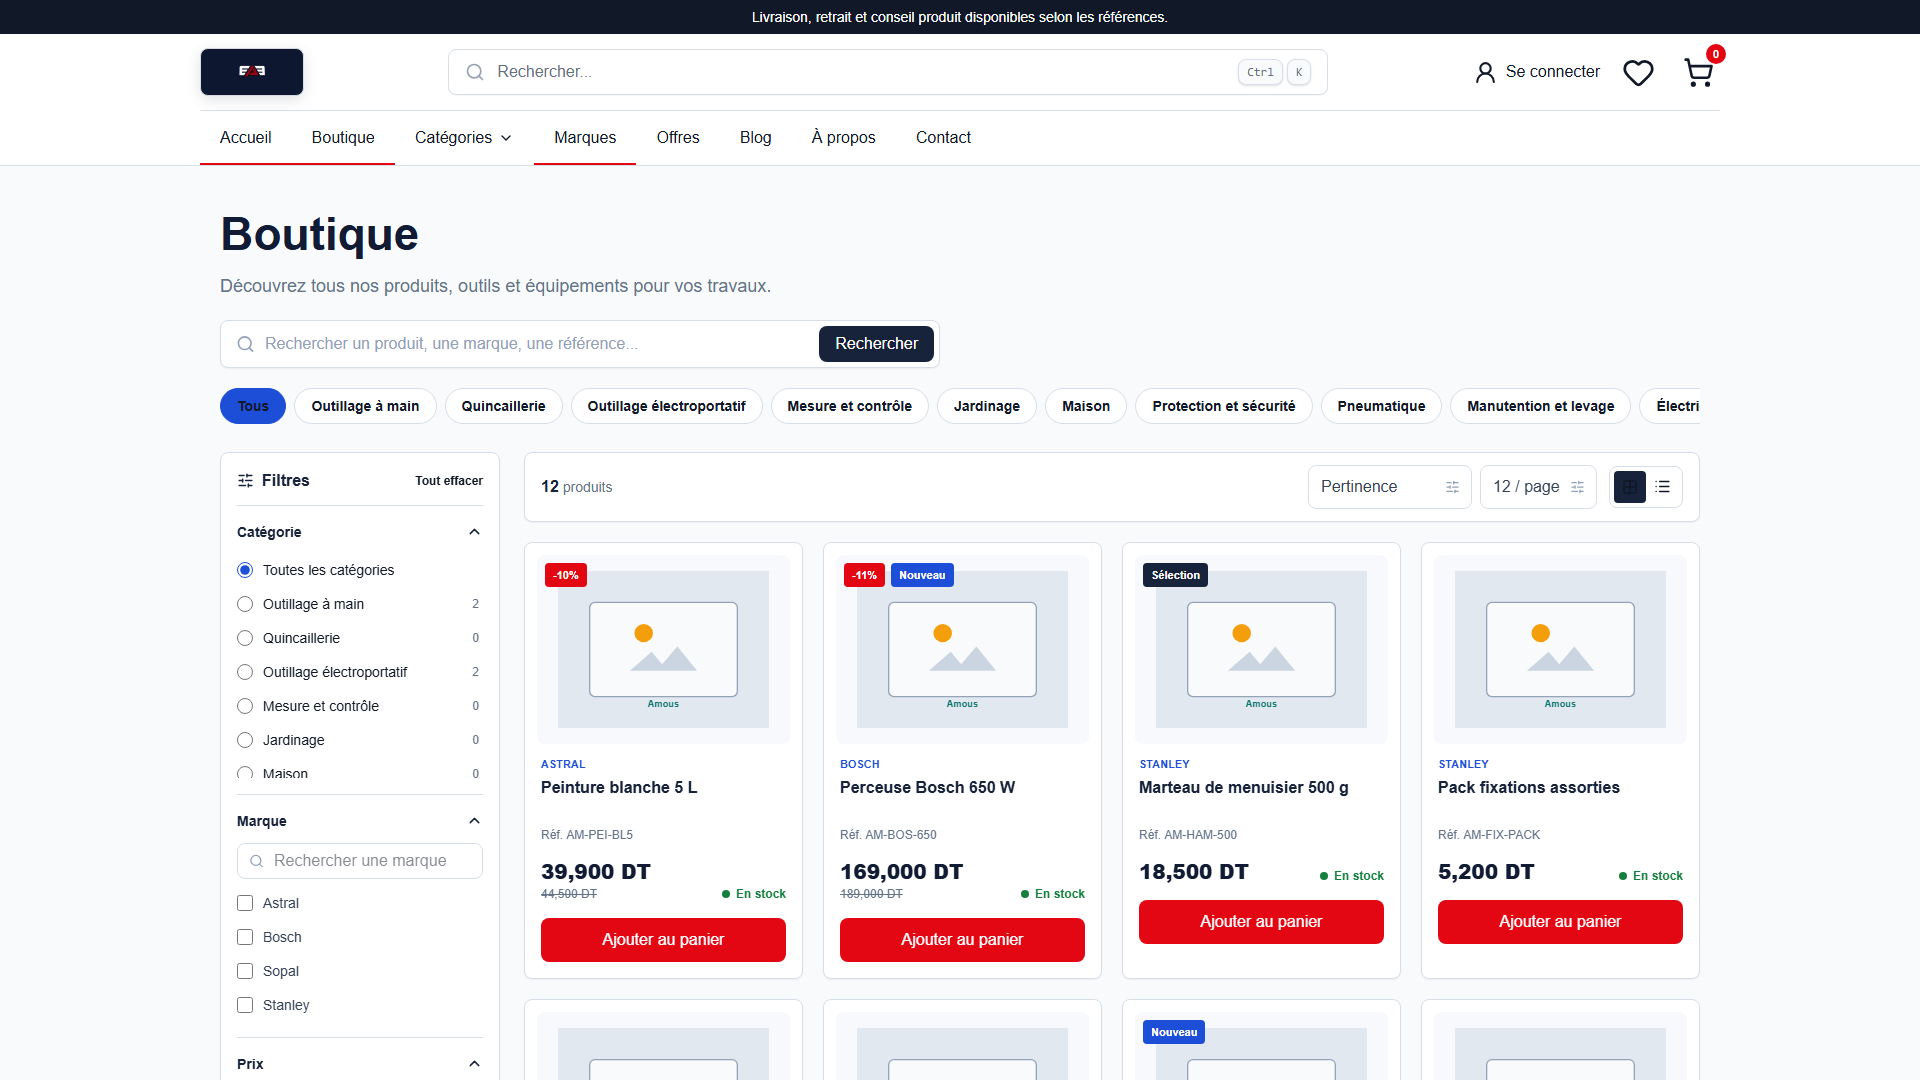 Livraison, retrait et conseil produit disponibles selon les références.
Rechercher...
Ctrl
K
Se connecter
0
Accueil
Boutique
Catégories
Marques
Offres
Blog
À propos
Contact
Boutique
Découvrez tous nos produits, outils et équipements pour vos travaux.
Rechercher un produit, une marque, une référence...
Rechercher
Tous
Outillage à main
Quincaillerie
Outillage électroportatif
Mesure et contrôle
Jardinage
Maison
Protection et sécurité
Pneumatique
Manutention et levage
Électri
Filtres
Tout effacer
Catégorie
Toutes les catégories
Outillage à main 2
Quincaillerie 0
Outillage électroportatif 2
Mesure et contrôle 0
Jardinage 0
Maison 0
Marque
Rechercher une marque
Astral
Bosch
Sopal
Stanley
Prix
12 produits
Pertinence
12 / page
-10%
Amous
ASTRAL
Peinture blanche 5 L
Réf. AM-PEI-BL5
39,900 DT
44,500 DT
En stock
Ajouter au panier
-11%
Nouveau
Amous
BOSCH
Perceuse Bosch 650 W
Réf. AM-BOS-650
169,000 DT
189,000 DT
En stock
Ajouter au panier
Sélection
Amous
STANLEY
Marteau de menuisier 500 g
Réf. AM-HAM-500
18,500 DT
En stock
Ajouter au panier
Amous
STANLEY
Pack fixations assorties
Réf. AM-FIX-PACK
5,200 DT
En stock
Ajouter au panier
Nouveau